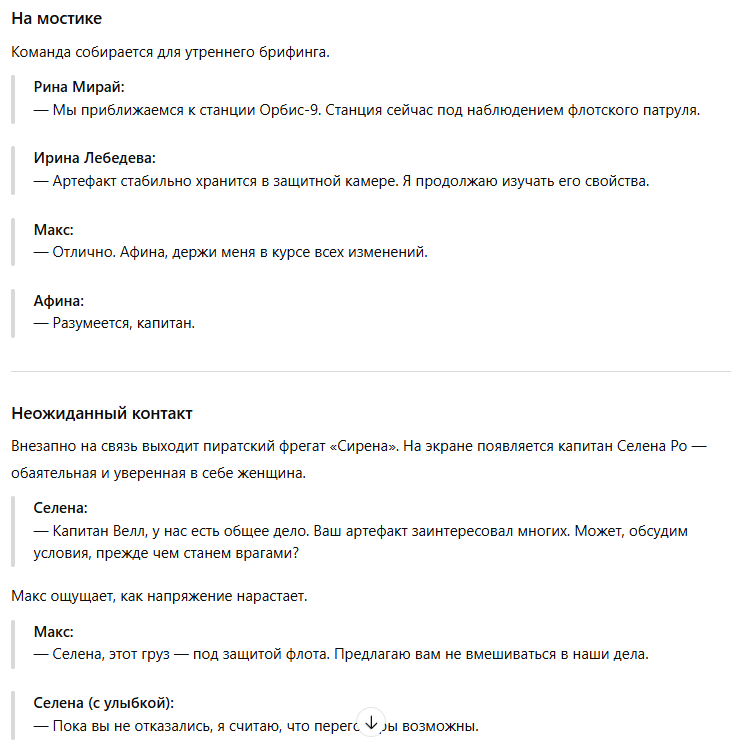 На мостике
Команда собирается для утреннего брифинга.
Рина Мирай:
— Мы приближаемся к станции Орбис-9. Станция сейчас под наблюдением флотского патруля.
Ирина Лебедева:
— Артефакт стабильно хранится в защитной камере. Я продолжаю изучать его свойства.
Макс:
— Отлично. Афина, держи меня в курсе всех изменений.
Афина:
— Разумеется, капитан.
Неожиданный контакт
Внезапно на связь выходит пиратский фрегат «Сирена». На экране появляется капитан Селена Ро —
обаятельная и уверенная в себе женщина.
Селена:
— Капитан Велл, у нас есть общее дело. Ваш артефакт заинтересовал многих. Может, обсудим
условия, прежде чем станем врагами?
Макс ощущает, как напряжение нарастает.
Макс:
— Селена, этот груз — под защитой флота. Предлагаю вам не вмешиваться в наши дела.
Селена (с улыбкой):
— Пока вы не отказались, я считаю, что возможны.